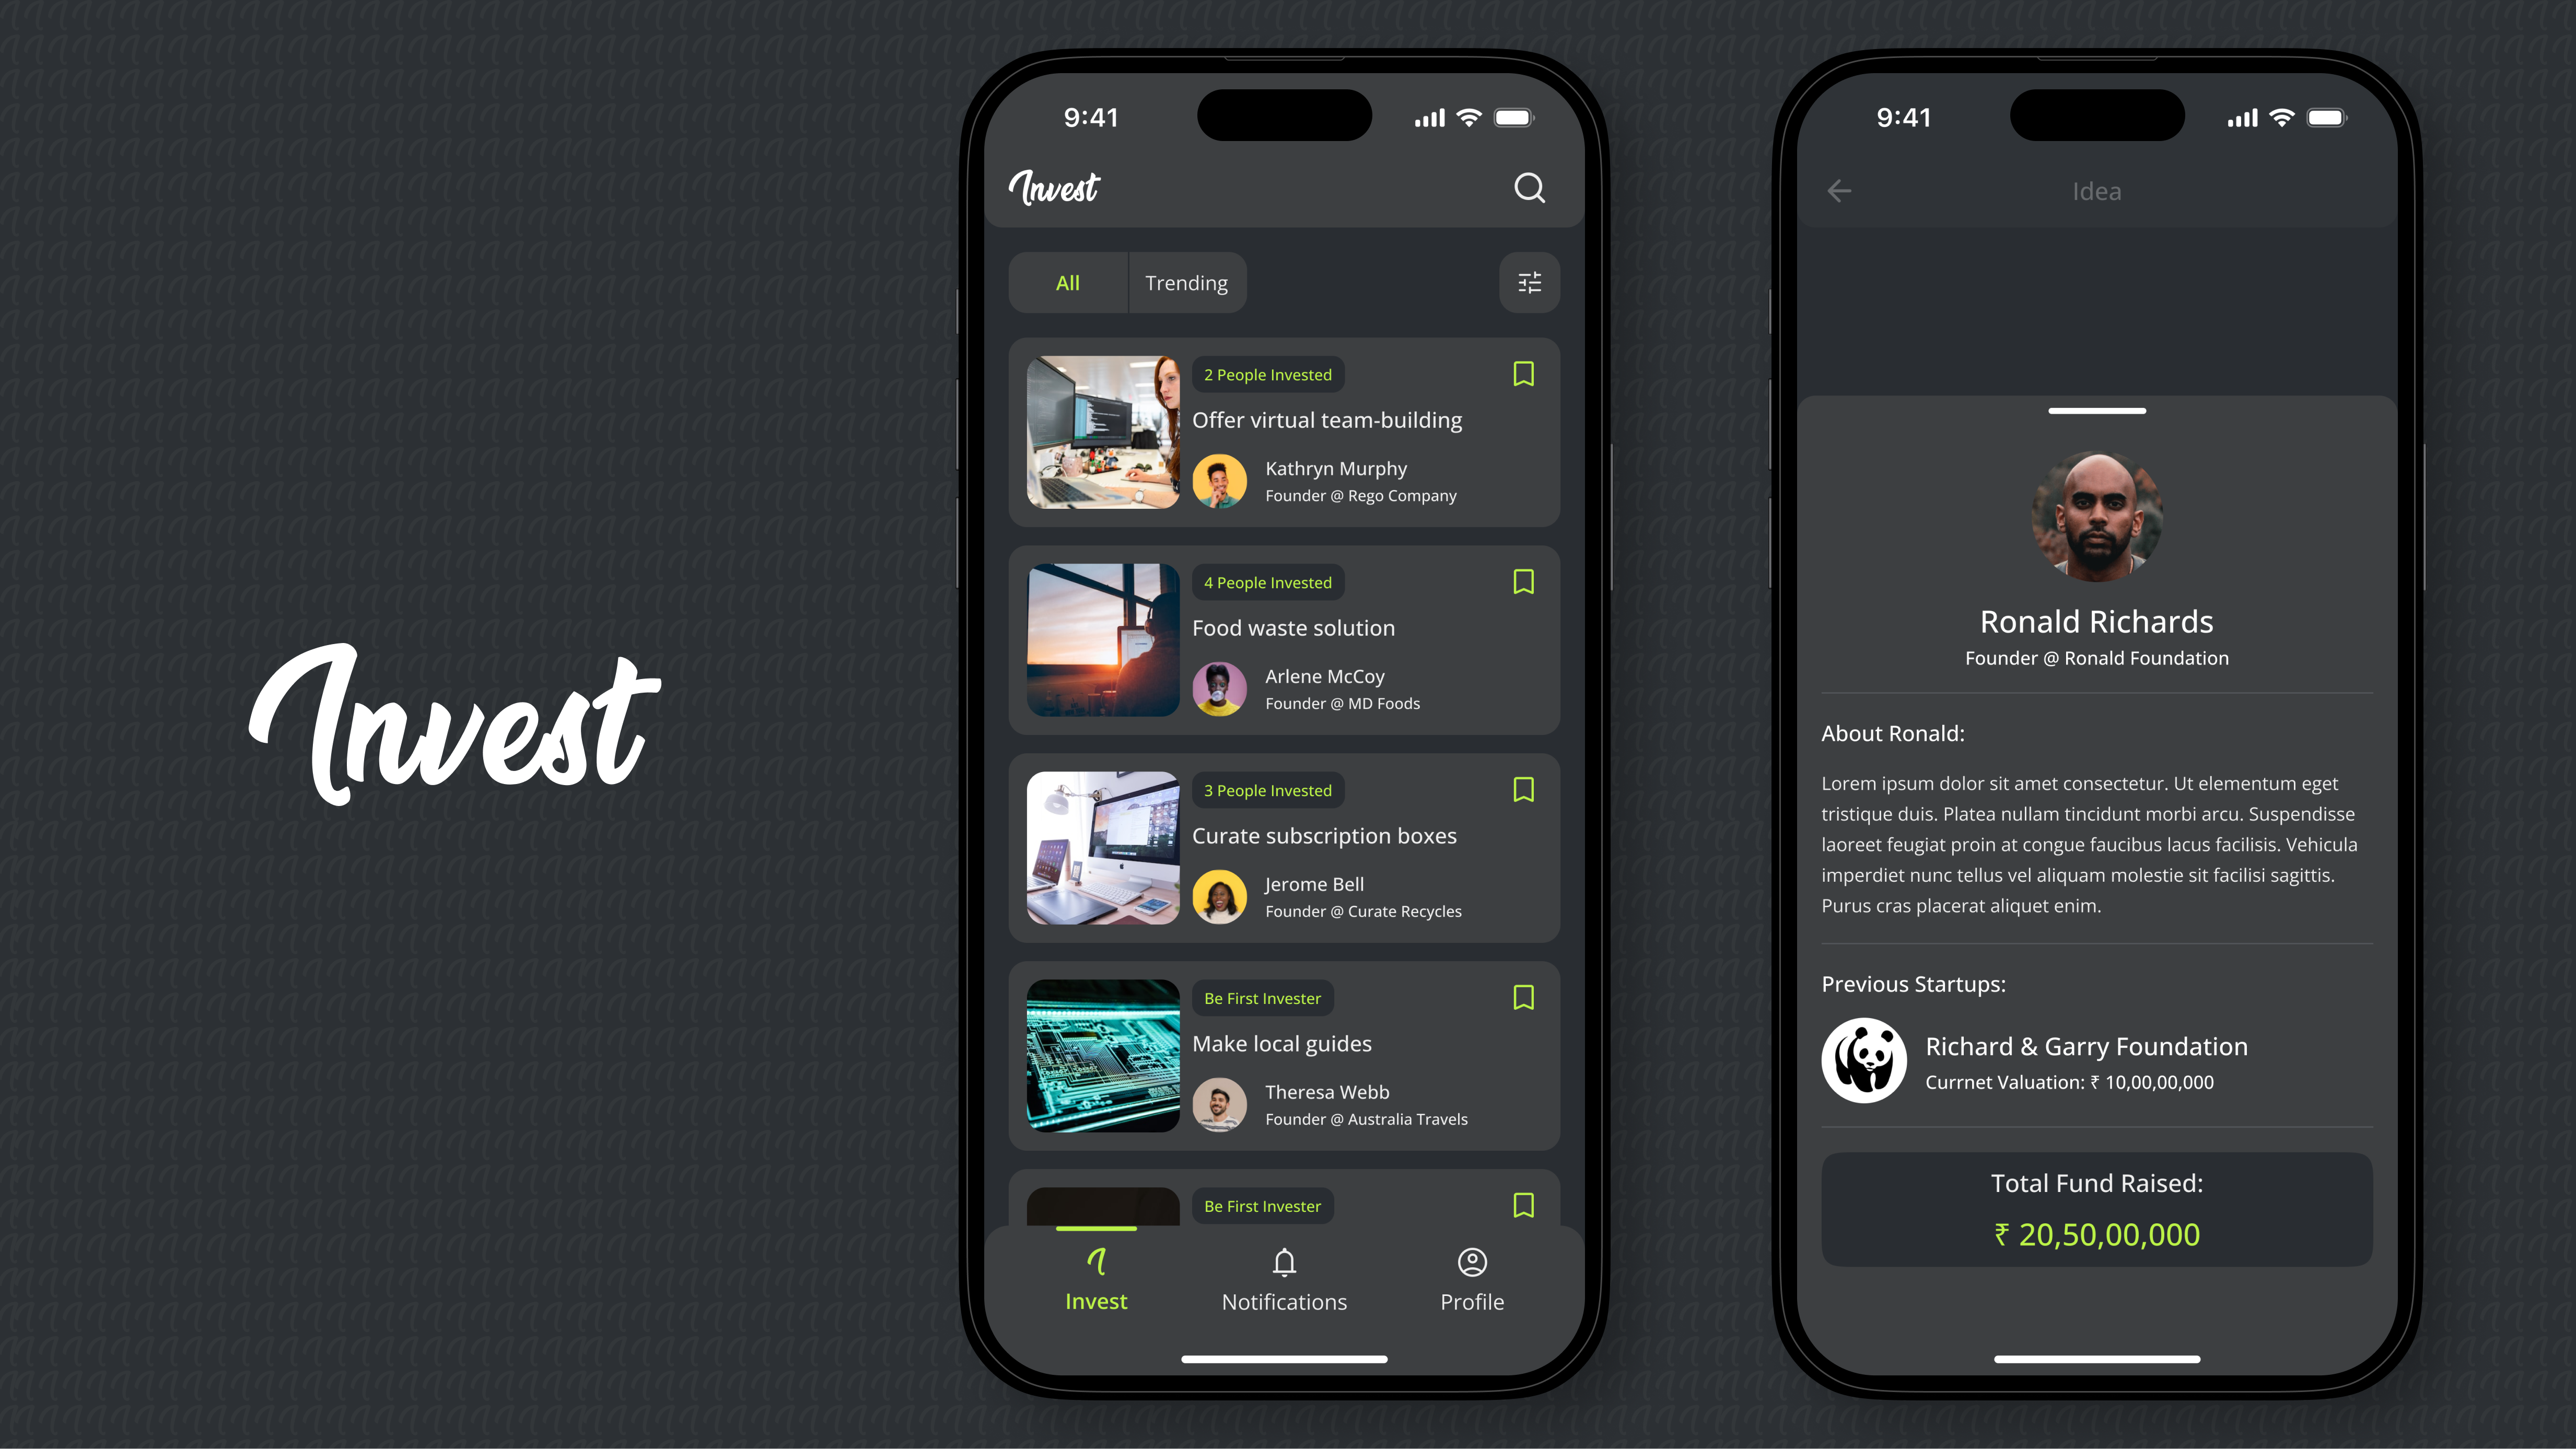 Invest
9:41
Invest
All
Trending
2 People Invested
Offer virtual team-building
Kathryn Murphy
Founder @ Rego Company
4 People Invested
Food waste solution
Arlene McCoy
Founder @ MD Foods
3 People Invested
Curate subscription boxes
Jerome Bell
Founder @ Curate Recycles
Be First Invester
Make local guides
Theresa Webb
Founder @ Australia Travels
Be First Invester
Invest
Notifications
Profile
9:41
Idea
Ronald Richards
Founder @ Ronald Foundation
About Ronald:
Lorem ipsum dolor sit amet consectetur. Ut elementum eget
tristique duis. Platea nullam tincidunt morbi arcu. Suspendisse
laoreet feugiat proin at congue faucibus lacus facilisis. Vehicula
imperdiet nunc tellus vel aliquam molestie sit facilisi sagittis.
Purus cras placerat aliquet enim.
Previous Startups:
Richard & Garry Foundation
Currnet Valuation: ₹ 10,00,00,000
Total Fund Raised:
₹ 20,50,00,000